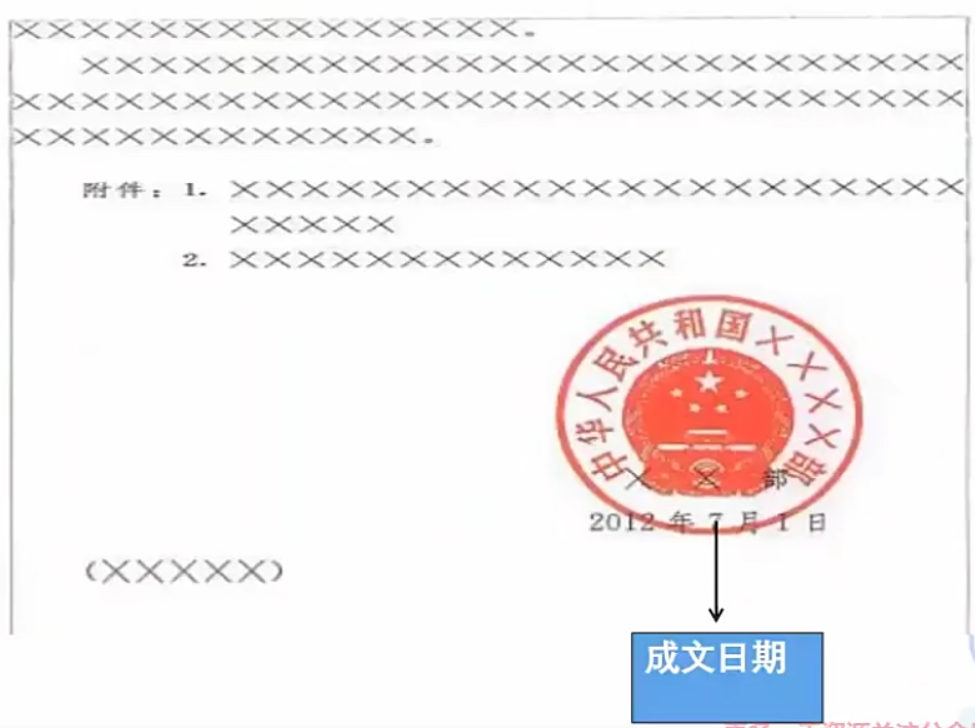 ××××××××××××××× 。
××××××××××××××××××××××××××
××××××××××××××××××××××××××××
×××××××××××× 。
附件：1. ××××××××××××××××××××××
×××××
2. ×××××××××××××
中华人民共和国××××部
× × 部
2012 年 7 月 1 日
(×××××)
成文日期